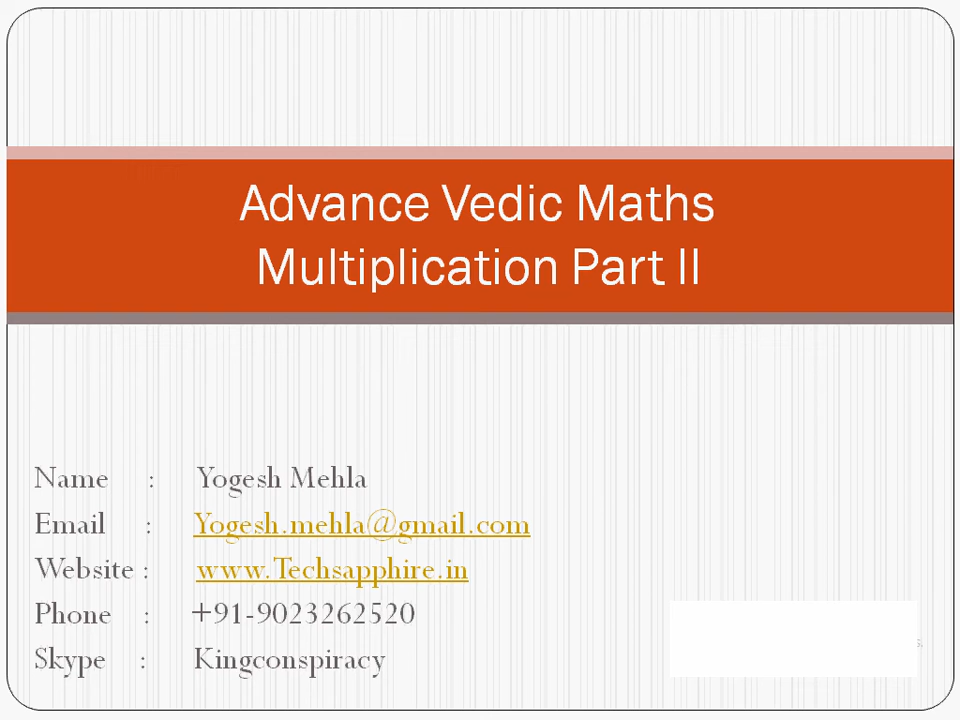 Advance Vedic Maths
Multiplication Part II
Name : Yogesh Mehla
Email : Yogesh.mehla@gmail.com
Website : www.Techsapphire.in
Phone : +91-9023262520
Skype : Kingconspiracy